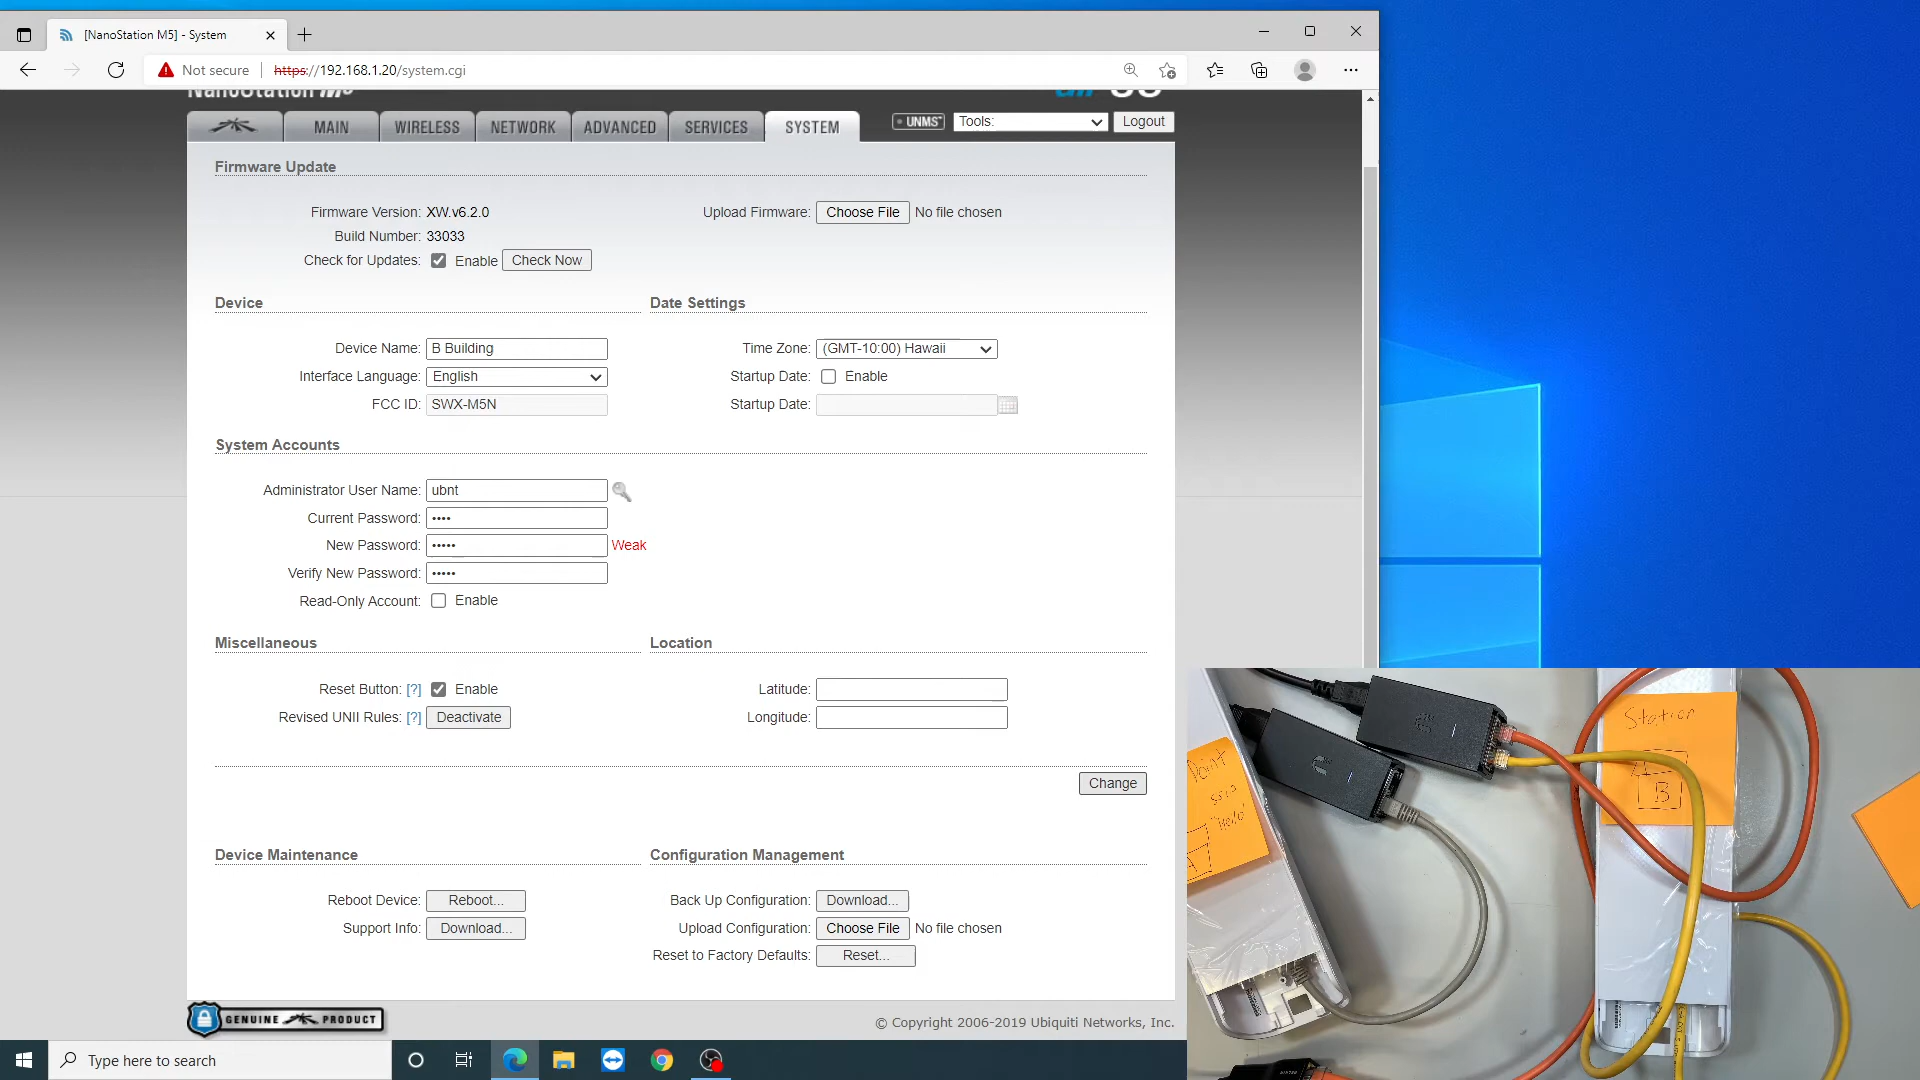 [NanoStation M5] - System
Not secure
https://192.168.1.20/system.cgi
NanoStation M5
MAIN
WIRELESS
NETWORK
ADVANCED
SERVICES
SYSTEM
UNMS
Tools:
Logout
Firmware Update
Firmware Version: XW.v6.2.0
Upload Firmware: Choose File No file chosen
Build Number: 33033
Check for Updates: Enable Check Now
Device
Date Settings
Device Name: B Building
Time Zone: (GMT-10:00) Hawaii
Interface Language: English
Startup Date: Enable
FCC ID: SWX-M5N
Startup Date:
System Accounts
Administrator User Name: ubnt
Current Password: ••••
New Password: ••••• Weak
Verify New Password: •••••
Read-Only Account: Enable
Miscellaneous
Location
Reset Button: [?] Enable
Latitude:
Revised UNII Rules: [?] Deactivate
Longitude:
Change
Device Maintenance
Configuration Management
Reboot Device: Reboot...
Back Up Configuration: Download...
Support Info: Download...
Upload Configuration: Choose File No file chosen
Reset to Factory Defaults: Reset...
GENUINE PRODUCT
© Copyright 2006-2019 Ubiquiti Networks, Inc.
Type here to search
Point
SSID
"Hello"
A
Station
A
B